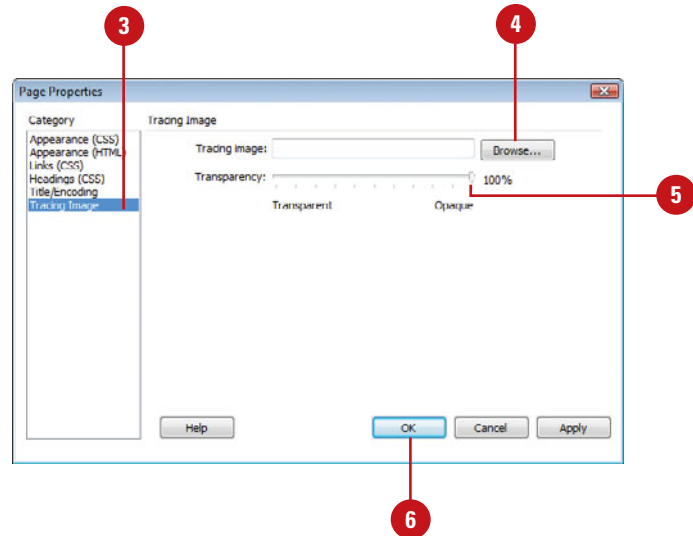 3
4
Page Properties
Category
Tracing Image
Appearance (CSS)
Appearance (HTML)
Links (CSS)
Headings (CSS)
Title/Encoding
Tracing Image
Tracing image:
Browse...
Transparency:
100%
5
Transparent
Opaque
Help
OK
Cancel
Apply
6